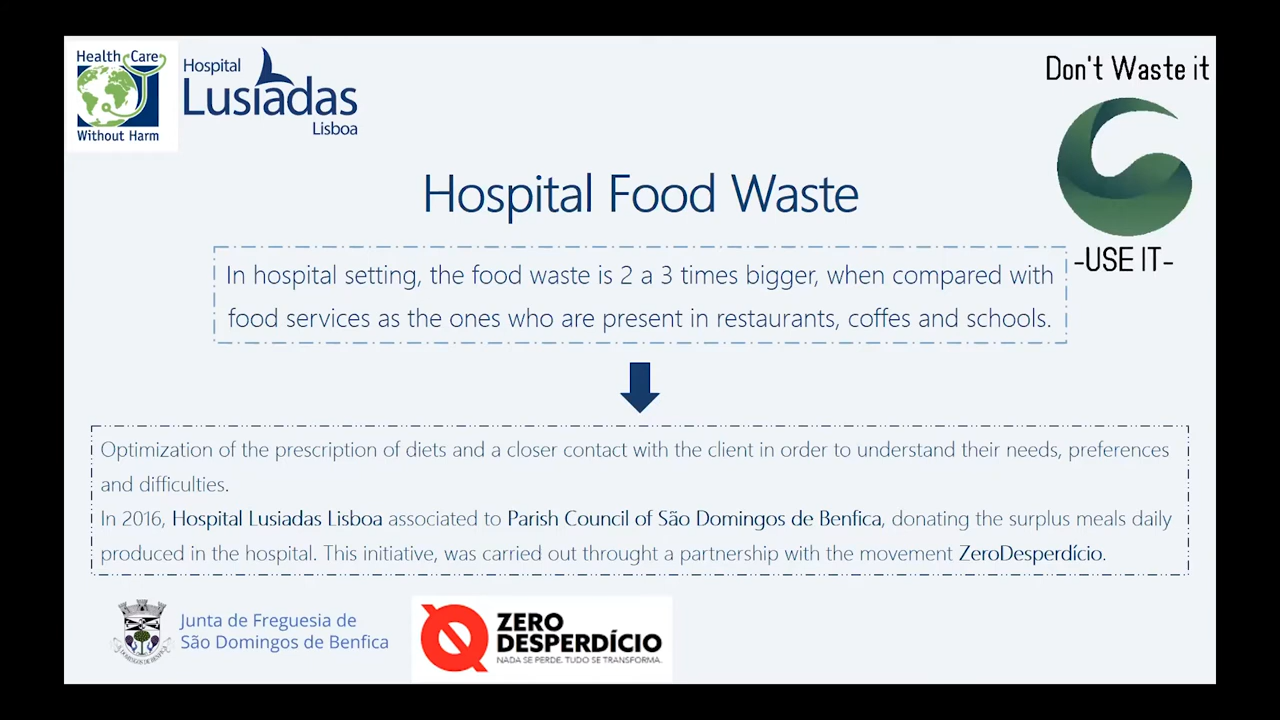 Health Care
Without Harm
Hospital
Lusíadas
Lisboa
Don't Waste it
-USE IT-
Hospital Food Waste
In hospital setting, the food waste is 2 a 3 times bigger, when compared with
food services as the ones who are present in restaurants, coffes and schools.
Optimization of the prescription of diets and a closer contact with the client in order to understand their needs, preferences
and difficulties.
In 2016, Hospital Lusiadas Lisboa associated to Parish Council of São Domingos de Benfica, donating the surplus meals daily
produced in the hospital. This initiative, was carried out throught a partnership with the movement ZeroDesperdício.
Junta de Freguesia de
São Domingos de Benfica
ZERO
DESPERDÍCIO
NADA SE PERDE. TUDO SE TRANSFORMA.